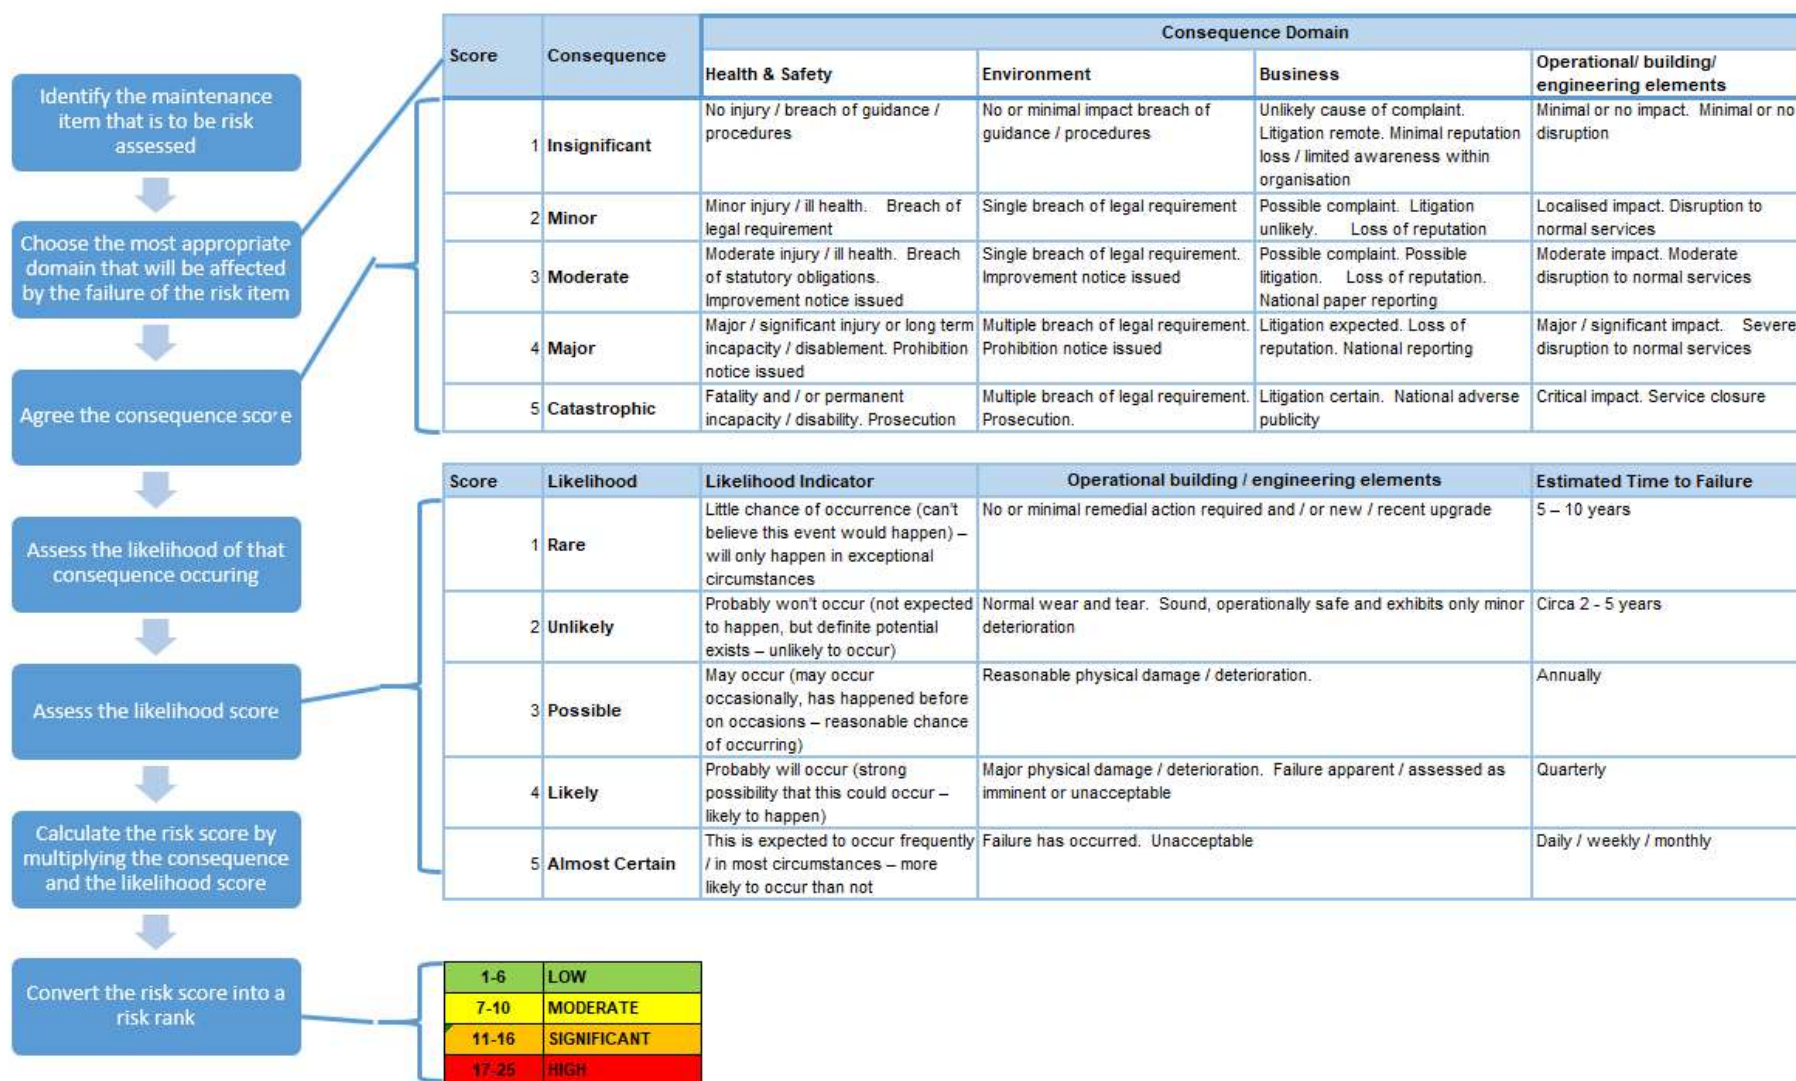 Identify the maintenance
item that is to be risk
assessed
Choose the most appropriate
domain that will be affected
by the failure of the risk item
Agree the consequence score
Assess the likelihood of that
consequence occuring
Assess the likelihood score
Calculate the risk score by
multiplying the consequence
and the likelihood score
Convert the risk score into a
risk rank
Consequence Domain
Score Consequence
Health & Safety Environment Business Operational/ building/
engineering elements
1 Insignificant
No injury / breach of guidance /
procedures
No or minimal impact breach of
guidance / procedures
Unlikely cause of complaint.
Litigation remote. Minimal reputation
loss / limited awareness within
organisation
Minimal or no impact. Minimal or no
disruption
2 Minor
Minor injury / ill health. Breach of
legal requirement
Single breach of legal requirement
Possible complaint. Litigation
unlikely. Loss of reputation
Localised impact. Disruption to
normal services
3 Moderate
Moderate injury / ill health. Breach
of statutory obligations.
Improvement notice issued
Single breach of legal requirement.
Improvement notice issued
Possible complaint. Possible
litigation. Loss of reputation.
National paper reporting
Moderate impact. Moderate
disruption to normal services
4 Major
Major / significant injury or long term
incapacity / disablement. Prohibition
notice issued
Multiple breach of legal requirement.
Prohibition notice issued
Litigation expected. Loss of
reputation. National reporting
Major / significant impact. Severe
disruption to normal services
5 Catastrophic
Fatality and / or permanent
incapacity / disability. Prosecution
Multiple breach of legal requirement.
Prosecution.
Litigation certain. National adverse
publicity
Critical impact. Service closure
Score Likelihood Likelihood Indicator Operational building / engineering elements Estimated Time to Failure
1 Rare
Little chance of occurrence (can't
believe this event would happen) –
will only happen in exceptional
circumstances
No or minimal remedial action required and / or new / recent upgrade
5 – 10 years
2 Unlikely
Probably won't occur (not expected
to happen, but definite potential
exists – unlikely to occur)
Normal wear and tear. Sound, operationally safe and exhibits only minor
deterioration
Circa 2 - 5 years
3 Possible
May occur (may occur
occasionally, has happened before
on occasions – reasonable chance
of occurring)
Reasonable physical damage / deterioration.
Annually
4 Likely
Probably will occur (strong
possibility that this could occur –
likely to happen)
Major physical damage / deterioration. Failure apparent / assessed as
imminent or unacceptable
Quarterly
5 Almost Certain
This is expected to occur frequently
/ in most circumstances – more
likely to occur than not
Failure has occurred. Unacceptable
Daily / weekly / monthly
1-6 LOW
7-10 MODERATE
11-16 SIGNIFICANT
17-25 HIGH